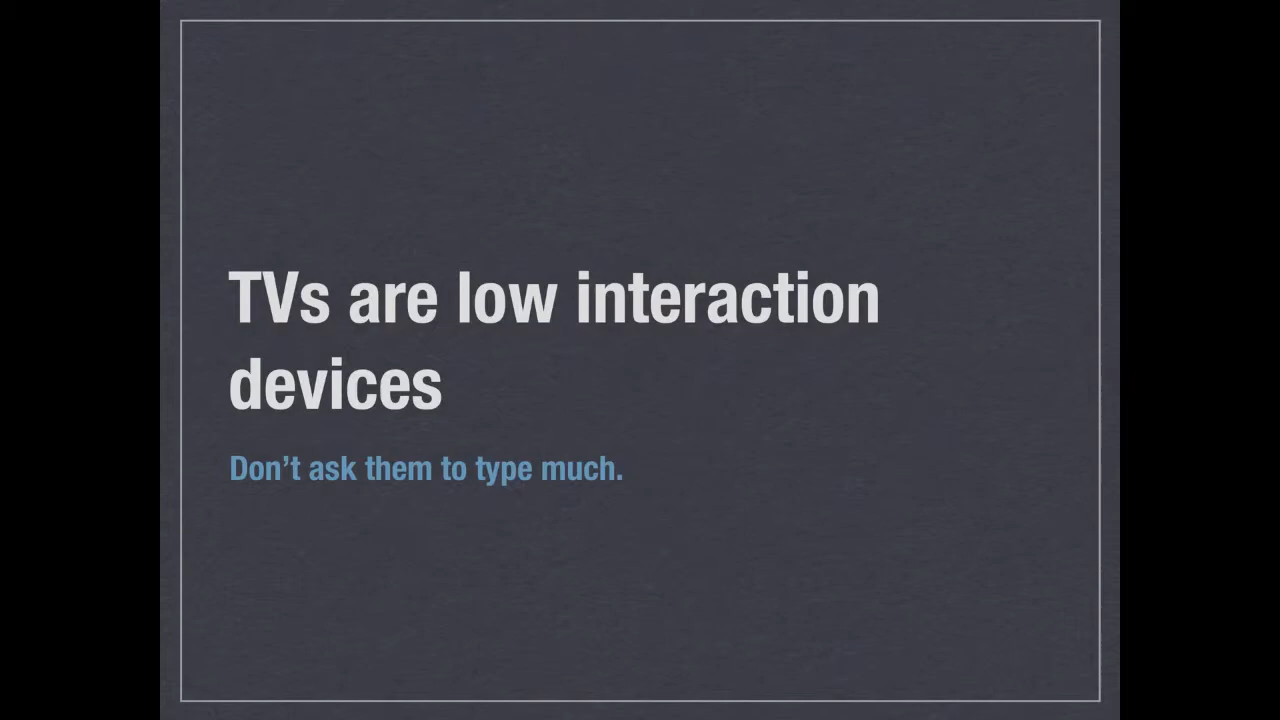 TVs are low interaction
devices
Don’t ask them to type much.